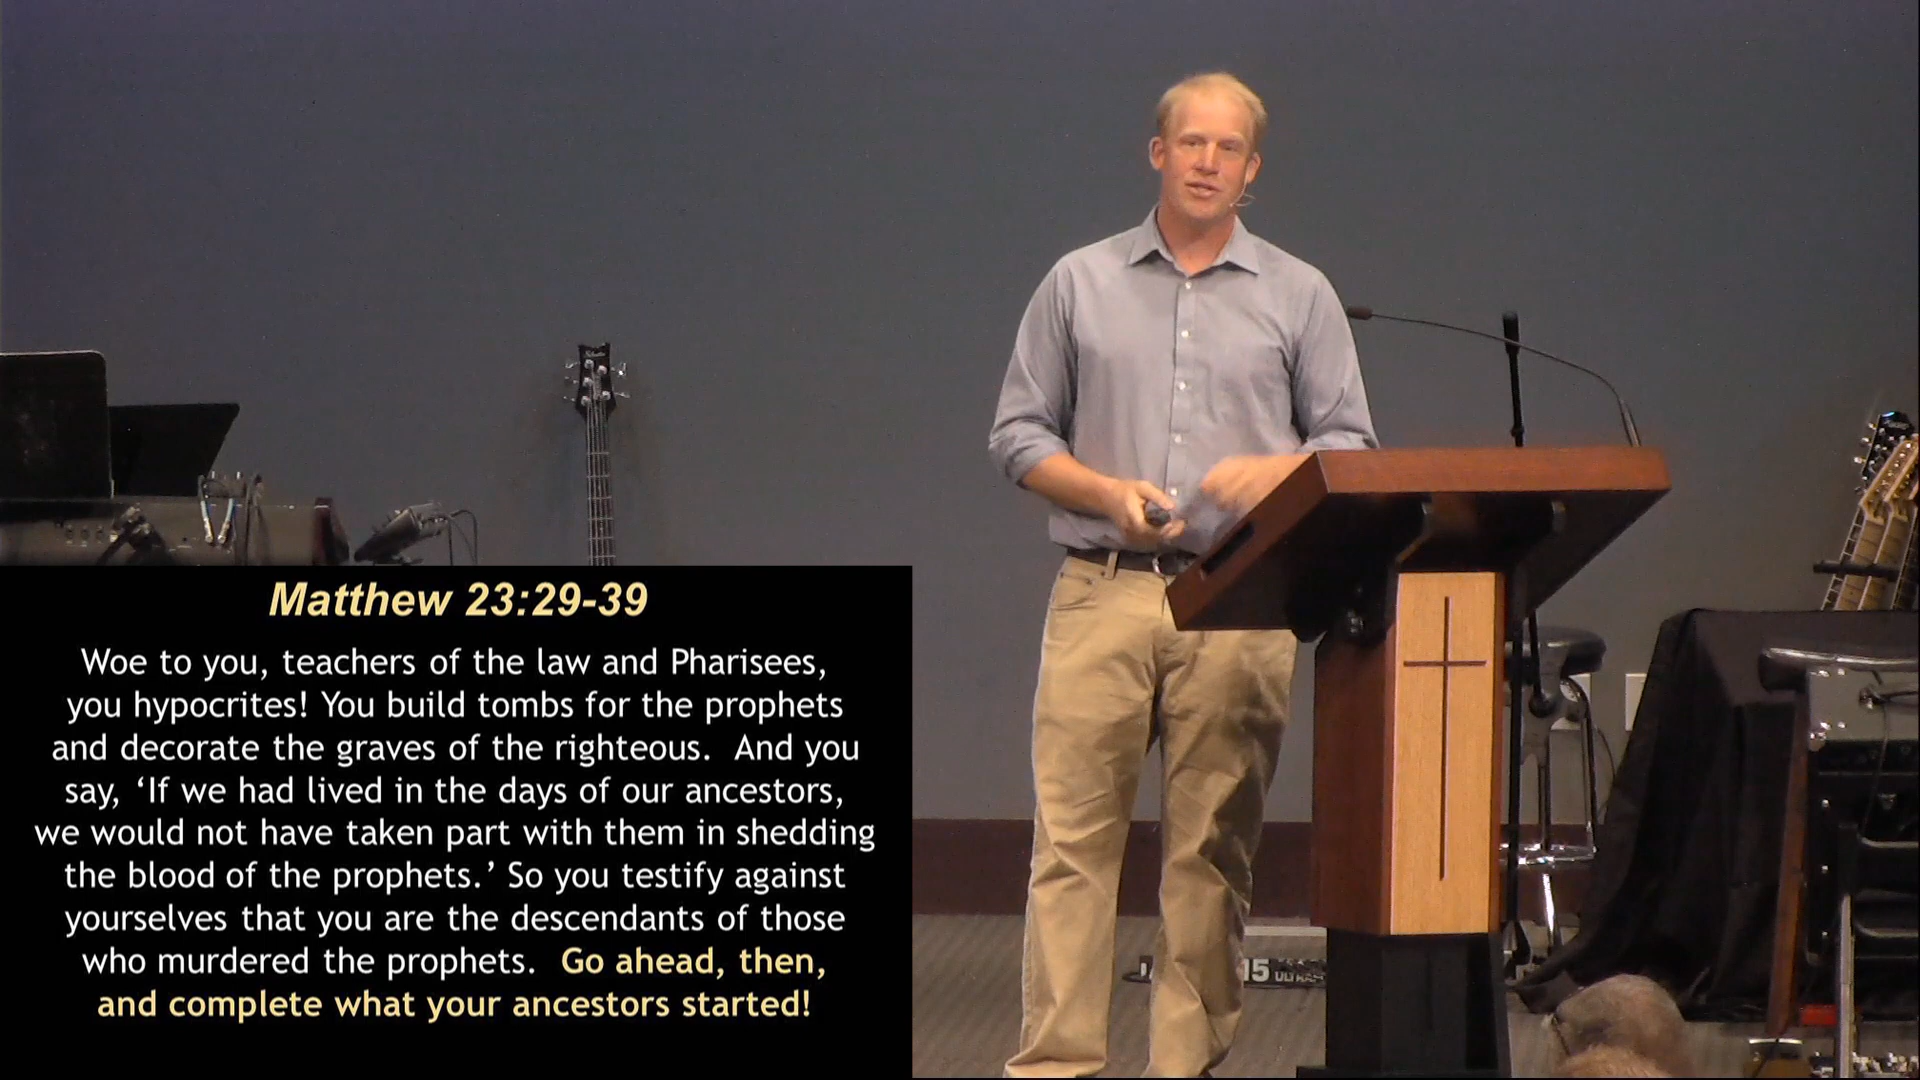 Matthew 23:29-39
Woe to you, teachers of the law and Pharisees,
you hypocrites! You build tombs for the prophets
and decorate the graves of the righteous. And you
say, ‘If we had lived in the days of our ancestors,
we would not have taken part with them in shedding
the blood of the prophets.’ So you testify against
yourselves that you are the descendants of those
who murdered the prophets. Go ahead, then,
and complete what your ancestors started!
15